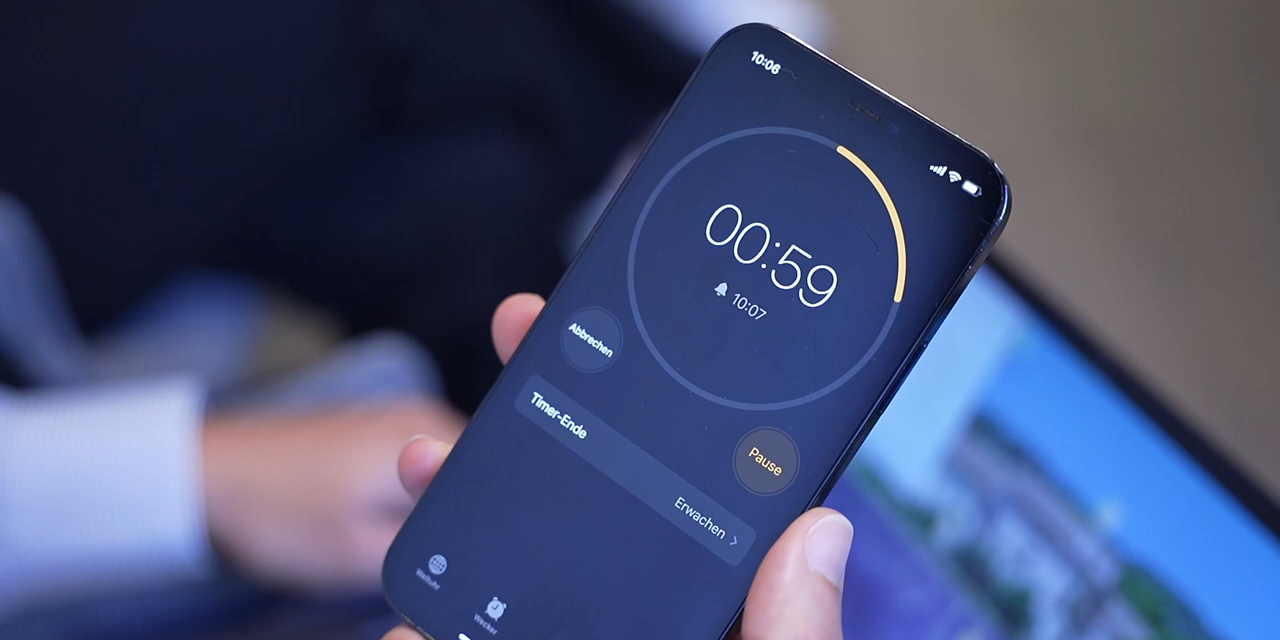 10:06
00:59
10:07
Abbrechen
Pause
Timer-Ende
Erwachen
Weltuhr
Wecker